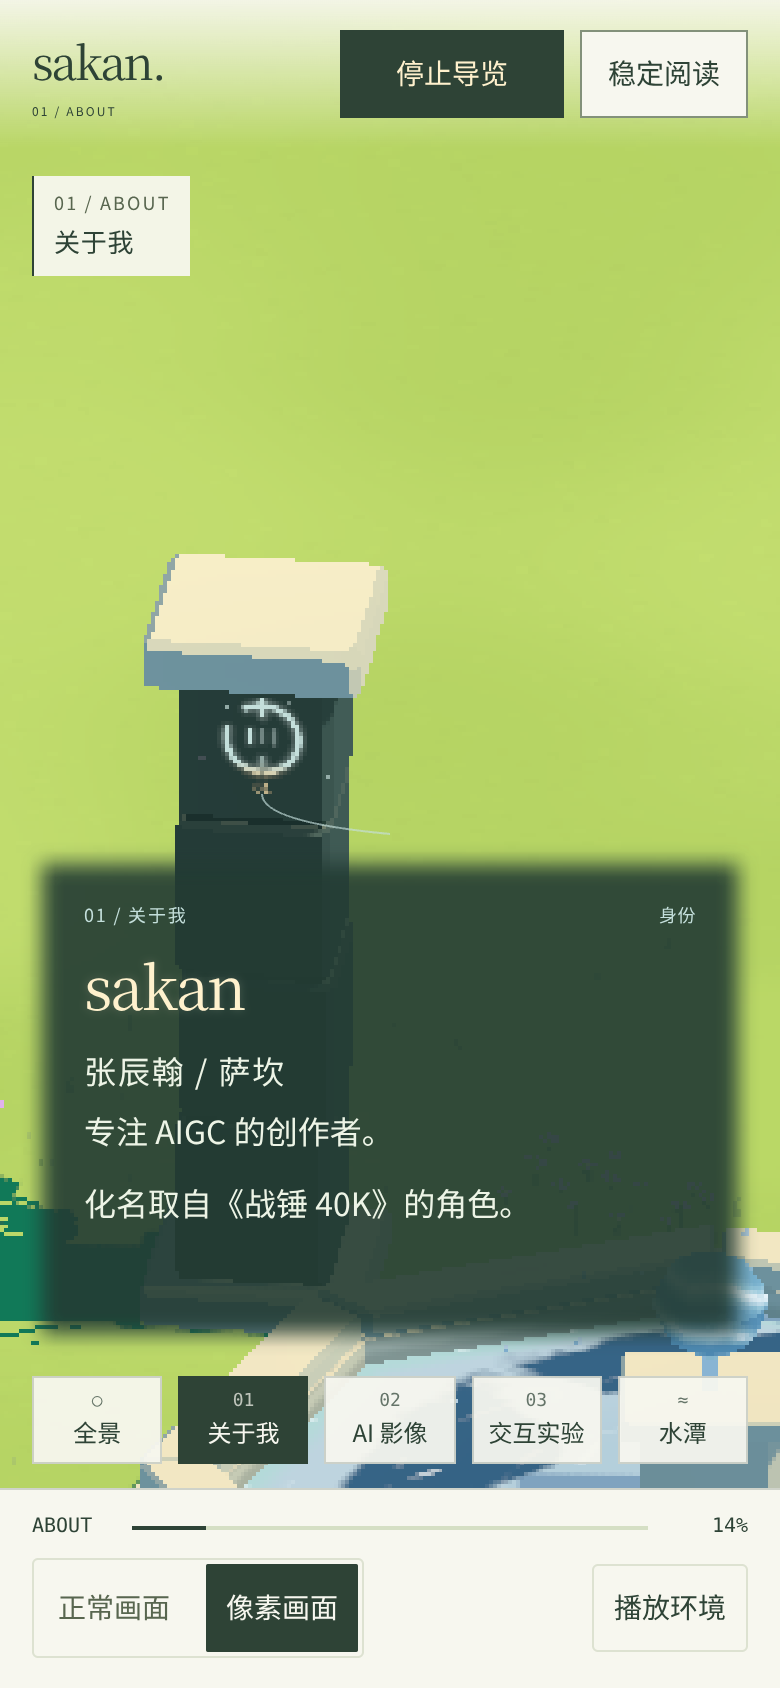 sakan.
01 / ABOUT
停止导览
稳定阅读
01 / ABOUT
关于我
01 / 关于我
身份
sakan
张辰翰 / 萨坎
专注 AIGC 的创作者。
化名取自《战锤 40K》的角色。
○
全景
01
关于我
02
AI 影像
03
交互实验
≈
水潭
ABOUT
14%
正常画面
像素画面
播放环境